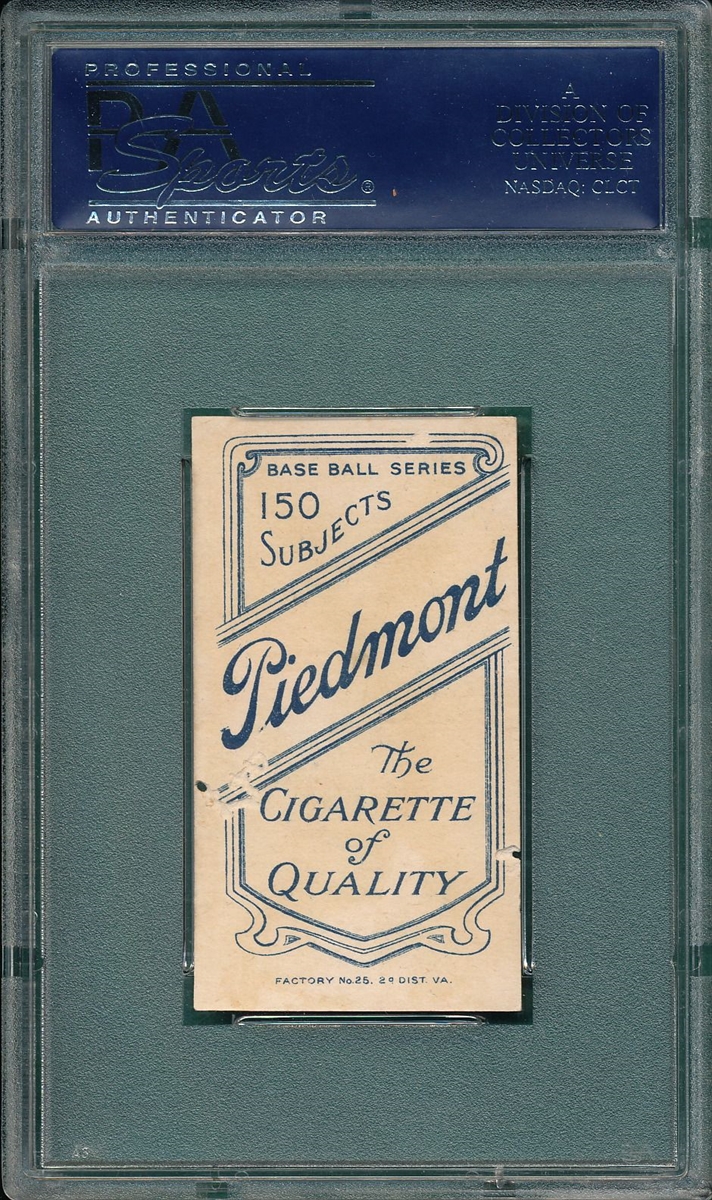 PROFESSIONAL
PSA
Sports®
AUTHENTICATOR
A
DIVISION OF
COLLECTORS
UNIVERSE
NASDAQ: CLCT
BASE BALL SERIES
150
SUBJECTS
Piedmont
The
CIGARETTE
of
QUALITY
FACTORY No.25. 2d DIST. VA.
A3